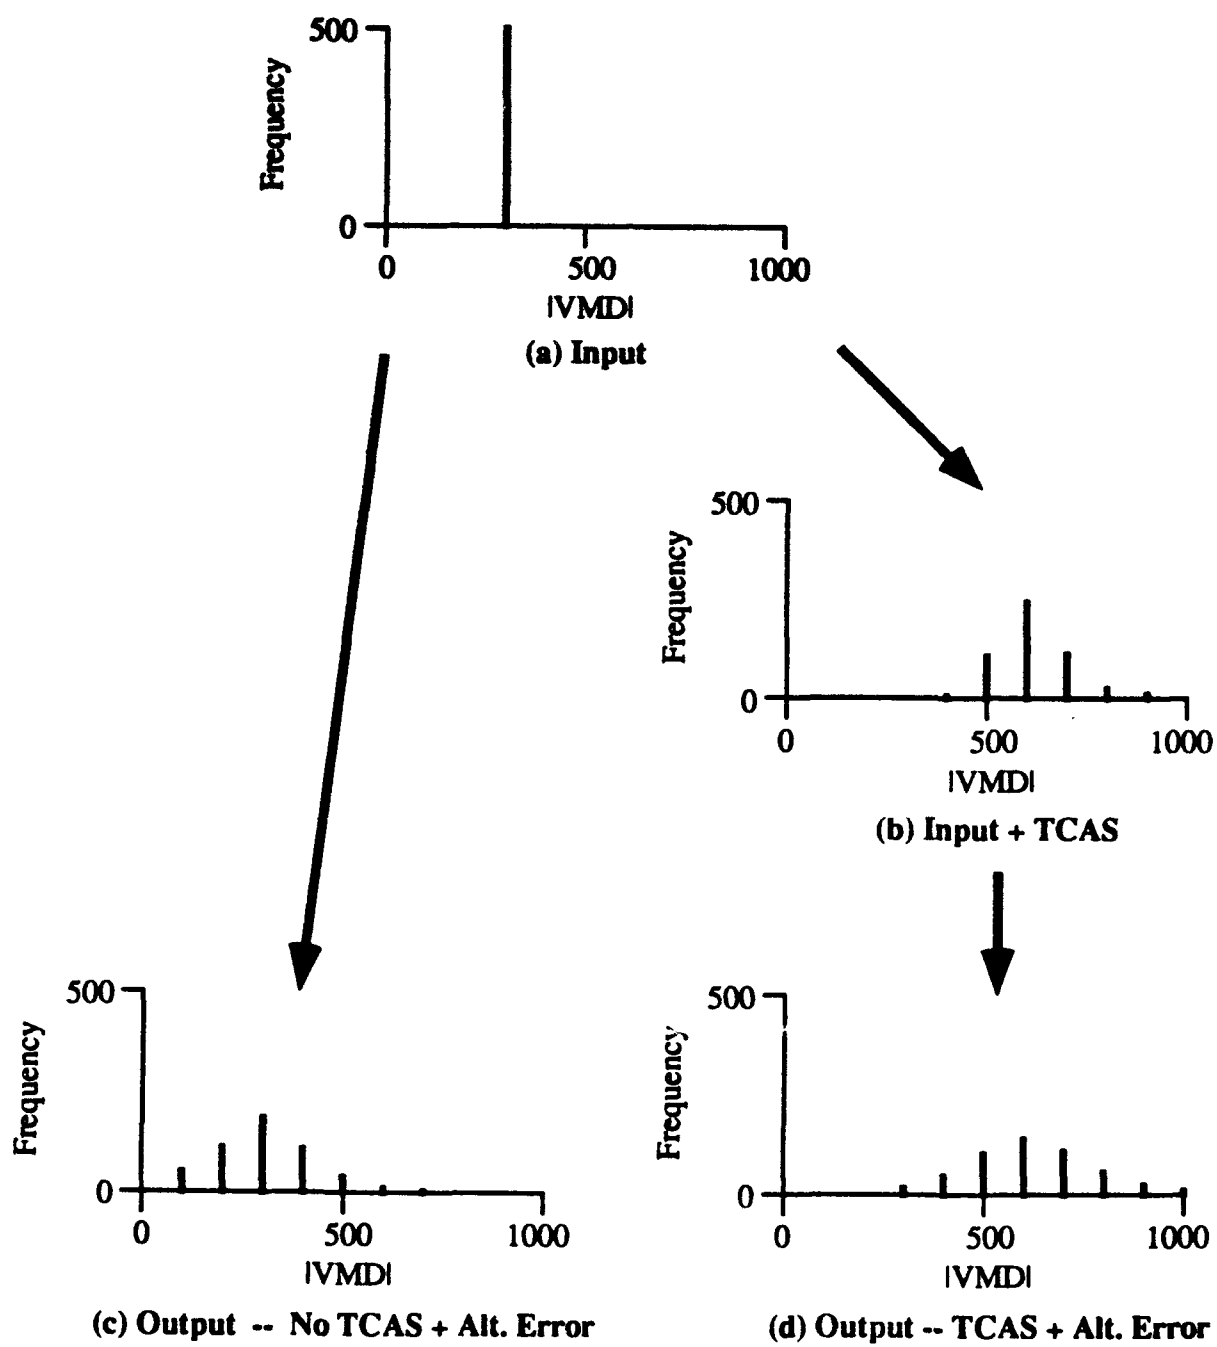 500
Frequency
0
0 500 1000
|VMD|
(a) Input
500
Frequency
0
0 500 1000
|VMD|
(b) Input + TCAS
500
Frequency
0
0 500 1000
|VMD|
(c) Output -- No TCAS + Alt. Error
500
Frequency
0
0 500 1000
|VMD|
(d) Output -- TCAS + Alt. Error